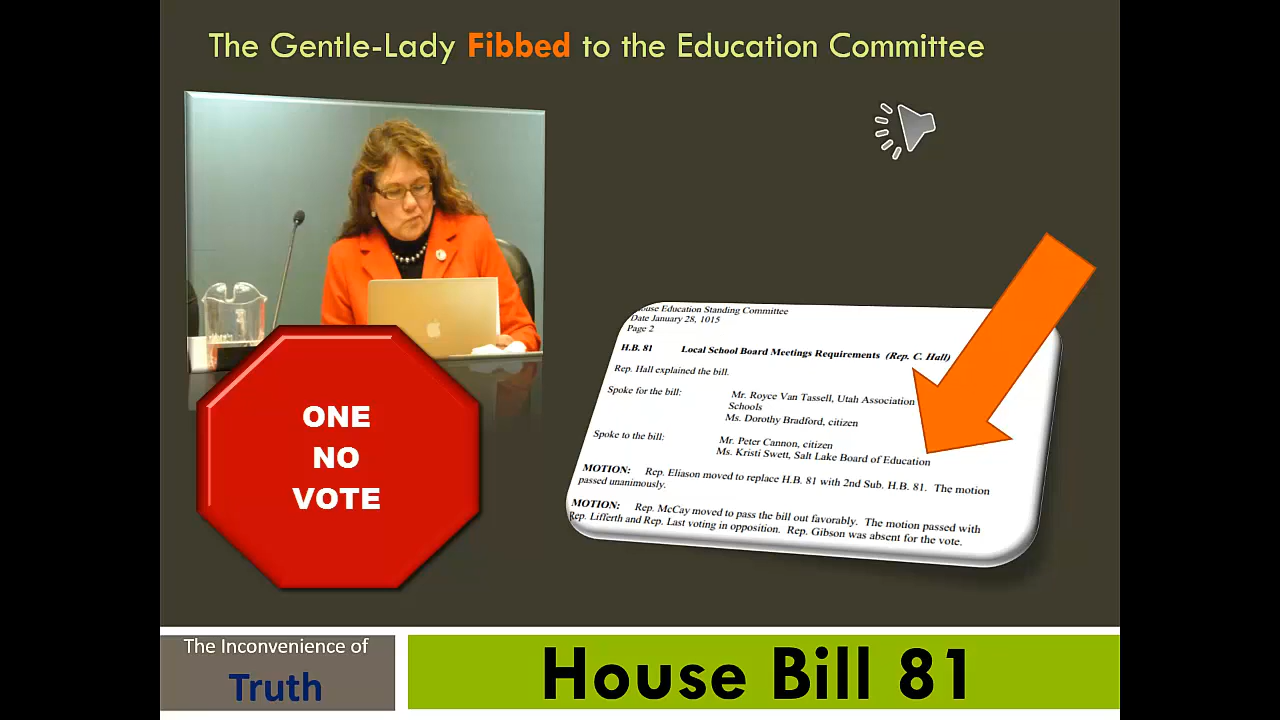 The Gentle-Lady Fibbed to the Education Committee
House Education Standing Committee
Date January 28, 1015
Page 2
H.B. 81 Local School Board Meetings Requirements (Rep. C. Hall)
Rep. Hall explained the bill.
Spoke for the bill: Mr. Royce Van Tassell, Utah Association
Schools
Ms. Dorothy Bradford, citizen
Spoke to the bill: Mr. Peter Cannon, citizen
Ms. Kristi Swett, Salt Lake Board of Education
MOTION: Rep. Eliason moved to replace H.B. 81 with 2nd Sub. H.B. 81. The motion
passed unanimously.
MOTION: Rep. McCay moved to pass the bill out favorably. The motion passed with
Rep. Lifferth and Rep. Last voting in opposition. Rep. Gibson was absent for the vote.
ONE
NO
VOTE
The Inconvenience of
Truth
House Bill 81